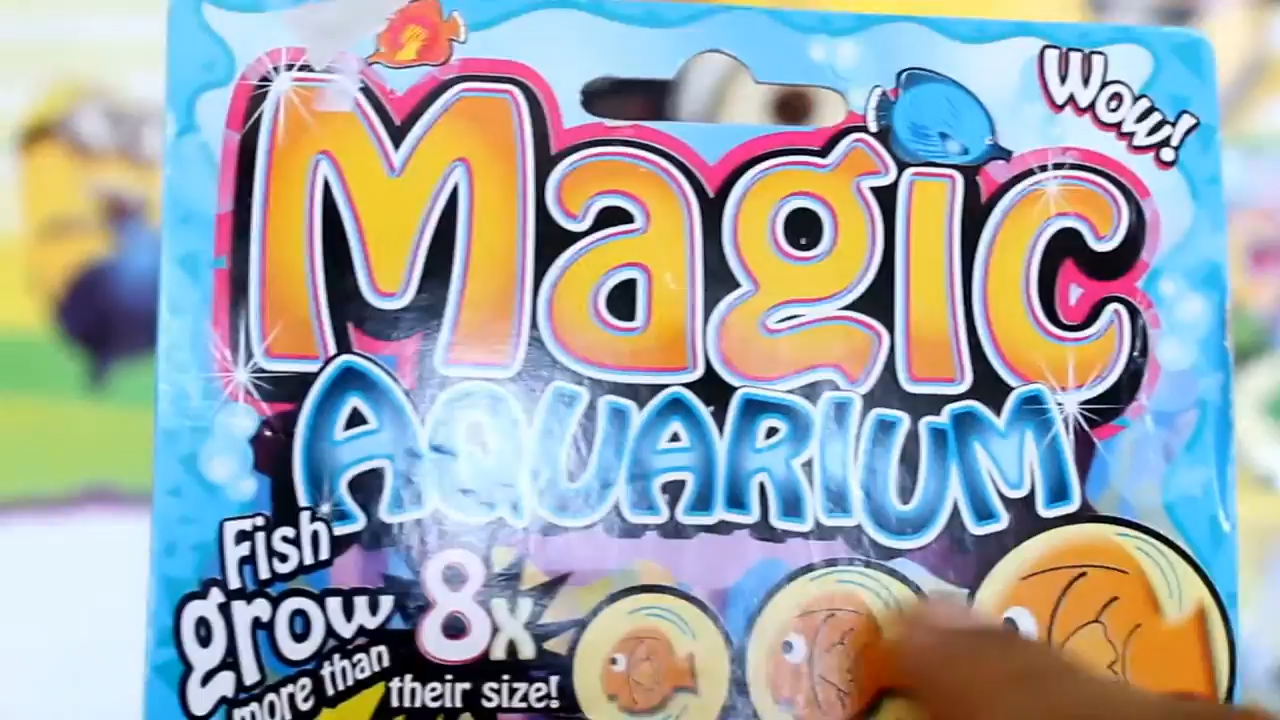 Wow!
Magic
AQUARIUM
Fish
grow
more than
8x
their size!